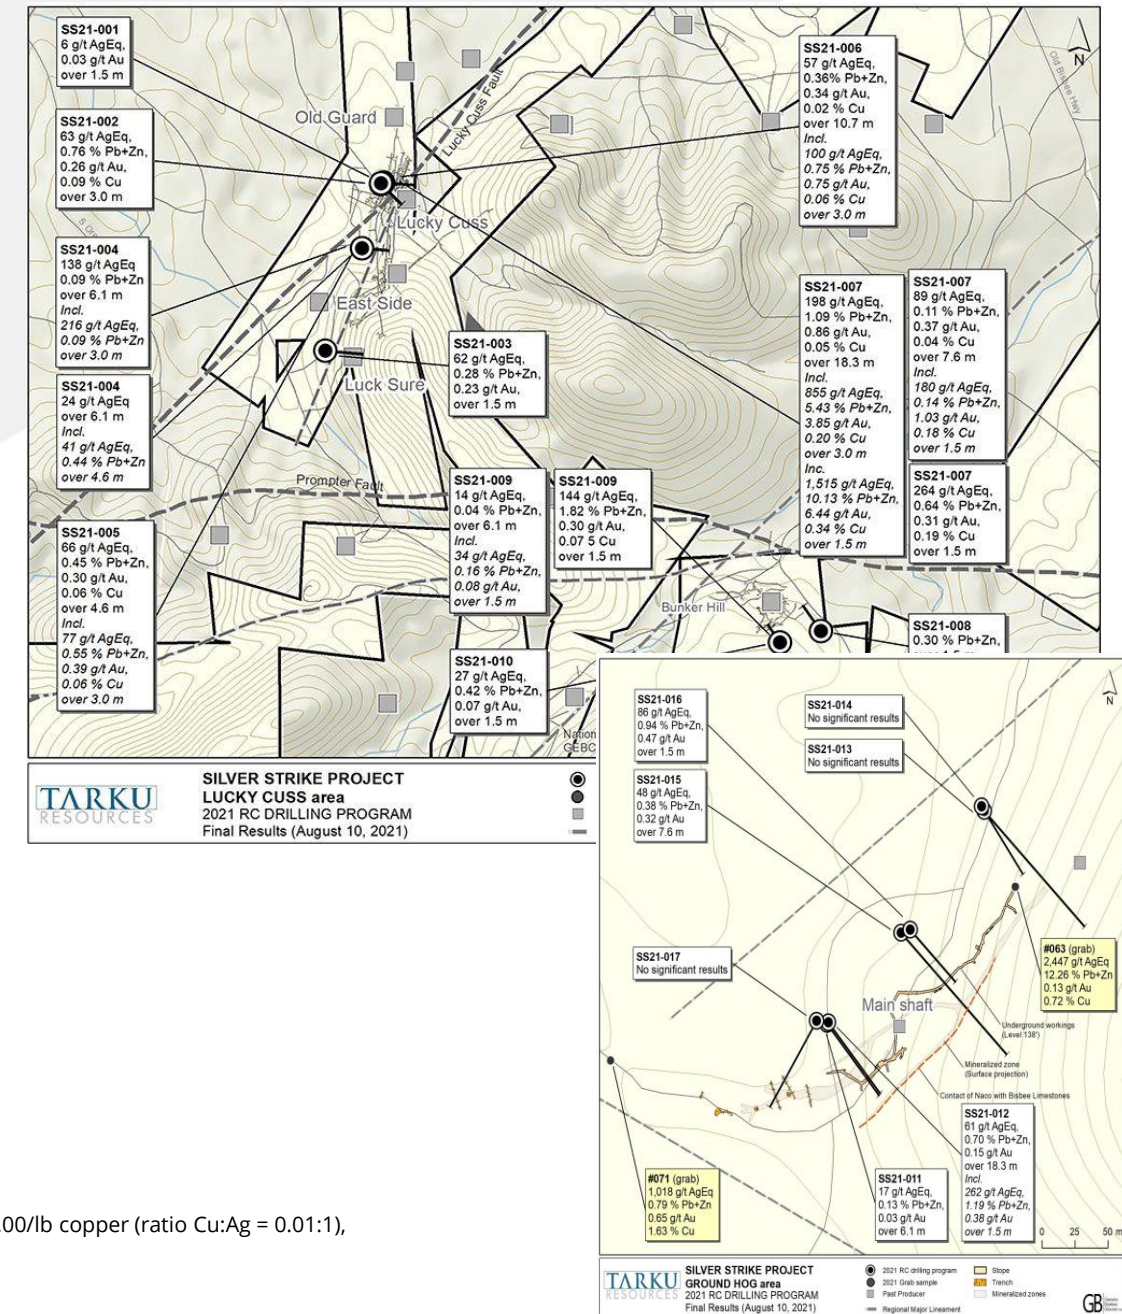 SS21-001
6 g/t AgEq,
0.03 g/t Au
over 1.5 m
SS21-002
63 g/t AgEq,
0.76 % Pb+Zn,
0.26 g/t Au,
0.09 % Cu
over 3.0 m
SS21-004
138 g/t AgEq
0.09 % Pb+Zn
over 6.1 m
Incl.
216 g/t AgEq,
0.09 % Pb+Zn
over 3.0 m
SS21-004
24 g/t AgEq
over 6.1 m
Incl.
41 g/t AgEq,
0.44 % Pb+Zn
over 4.6 m
SS21-005
66 g/t AgEq,
0.45 % Pb+Zn,
0.30 g/t Au,
0.06 % Cu
over 4.6 m
Incl.
77 g/t AgEq,
0.55 % Pb+Zn,
0.39 g/t Au,
0.06 % Cu
over 3.0 m
Old Guard
Lucky Cuss Fault
Lucky Cuss
East Side
Luck Sure
Prompter Fault
Old Bisbee Hwy
N
SS21-003
62 g/t AgEq,
0.28 % Pb+Zn,
0.23 g/t Au,
over 1.5 m
SS21-009
14 g/t AgEq,
0.04 % Pb+Zn,
over 6.1 m
Incl.
34 g/t AgEq,
0.16 % Pb+Zn,
0.08 g/t Au,
over 1.5 m
SS21-009
144 g/t AgEq,
1.82 % Pb+Zn,
0.30 g/t Au,
0.07 5 Cu
over 1.5 m
SS21-010
27 g/t AgEq,
0.42 % Pb+Zn,
0.07 g/t Au,
over 1.5 m
SS21-006
57 g/t AgEq,
0.36% Pb+Zn,
0.34 g/t Au,
0.02 % Cu
over 10.7 m
Incl.
100 g/t AgEq,
0.75 % Pb+Zn,
0.75 g/t Au,
0.06 % Cu
over 3.0 m
SS21-007
198 g/t AgEq,
1.09 % Pb+Zn,
0.86 g/t Au,
0.05 % Cu
over 18.3 m
Incl.
855 g/t AgEq,
5.43 % Pb+Zn,
3.85 g/t Au,
0.20 % Cu
over 3.0 m
Inc.
1,515 g/t AgEq,
10.13 % Pb+Zn,
6.44 g/t Au,
0.34 % Cu
over 1.5 m
SS21-007
89 g/t AgEq,
0.11 % Pb+Zn,
0.37 g/t Au,
0.04 % Cu
over 7.6 m
Incl.
180 g/t AgEq,
0.14 % Pb+Zn,
1.03 g/t Au,
0.18 % Cu
over 1.5 m
SS21-007
264 g/t AgEq,
0.64 % Pb+Zn,
0.31 g/t Au,
0.19 % Cu
over 1.5 m
Bunker Hill
SS21-008
0.30 % Pb+Zn,
TARKU
RESOURCES
SILVER STRIKE PROJECT
LUCKY CUSS area
2021 RC DRILLING PROGRAM
Final Results (August 10, 2021)
SS21-016
86 g/t AgEq,
0.94 % Pb+Zn,
0.47 g/t Au
over 1.5 m
SS21-015
48 g/t AgEq,
0.38 % Pb+Zn,
0.32 g/t Au
over 7.6 m
SS21-014
No significant results
SS21-013
No significant results
N
SS21-017
No significant results
Main shaft
#063 (grab)
2,447 g/t AgEq
12.26 % Pb+Zn
0.13 g/t Au
0.72 % Cu
Underground workings
(Level 138')
Mineralized zone
(Surface projection)
Contact of Naco with Bisbee Limestones
#071 (grab)
1,018 g/t AgEq
0.79 % Pb+Zn
0.65 g/t Au
1.63 % Cu
SS21-011
17 g/t AgEq,
0.13 % Pb+Zn,
0.03 g/t Au
over 6.1 m
SS21-012
61 g/t AgEq,
0.70 % Pb+Zn,
0.15 g/t Au
over 18.3 m
Incl.
262 g/t AgEq,
1.19 % Pb+Zn,
0.38 g/t Au
over 1.5 m
0 25 50 m
TARKU
RESOURCES
SILVER STRIKE PROJECT
GROUND HOG area
2021 RC DRILLING PROGRAM
Final Results (August 10, 2021)
2021 RC drilling program
2021 Grab sample
Past Producer
Regional Major Lineament
Stope
Trench
Mineralized zones
GB
00/lb copper (ratio Cu:Ag = 0.01:1),